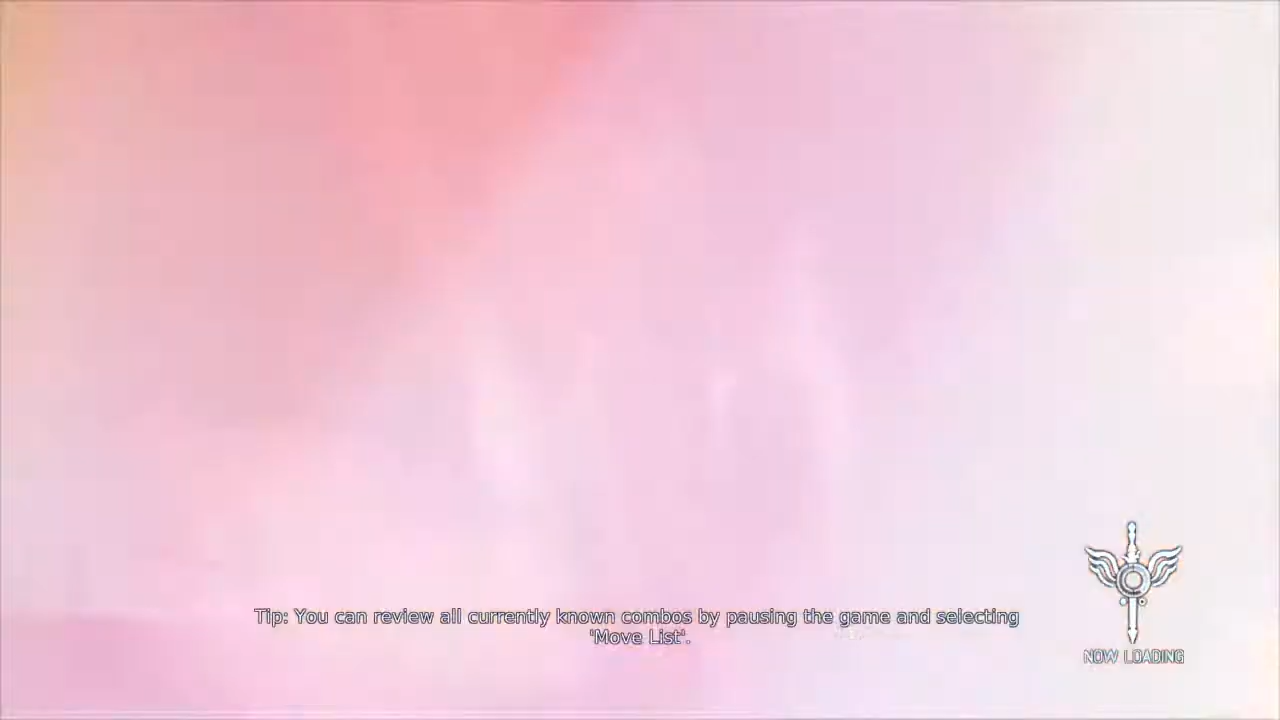 Tip: You can review all currently known combos by pausing the game and selecting
'Move List'.
NOW LOADING